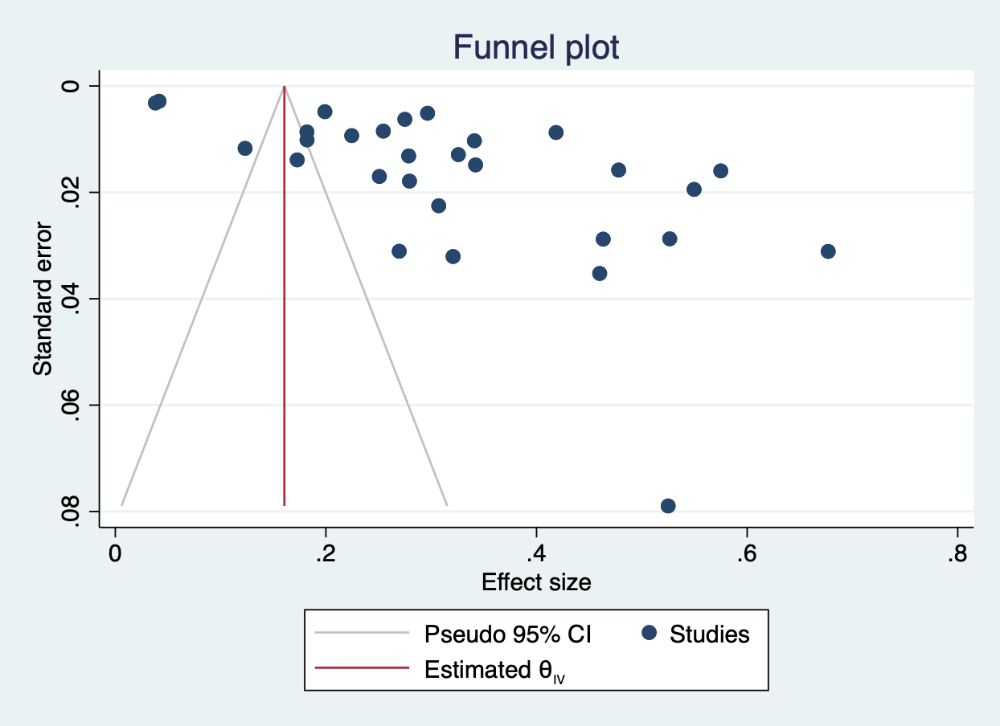 Funnel plot
0
.02
.04
.06
.08
Standard error
0 .2 .4 .6 .8
Effect size
Pseudo 95% CI Studies
Estimated θIV